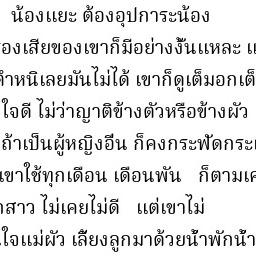 น้องแยะ ต้องอุปการะน้อง
องเสียของเขาก็มีอย่างงั้นแหละ แ
ำหนิเลยมันไม่ได้ เขาก็ดูเต็มอกเต็
ใจดี ไม่ว่าญาติข้างตัวหรือข้างผัว
ถ้าเป็นผู้หญิงอื่น ก็คงกระฟัดกระเ
นเขาใช้ทุกเดือน เดือนพัน ก็ตามเค
าสาว ไม่เคยไม่ดี แต่เขาไม่
นใจแม่ผัว เลี้ยงลูกมาด้วยน้ำพักน้ำ